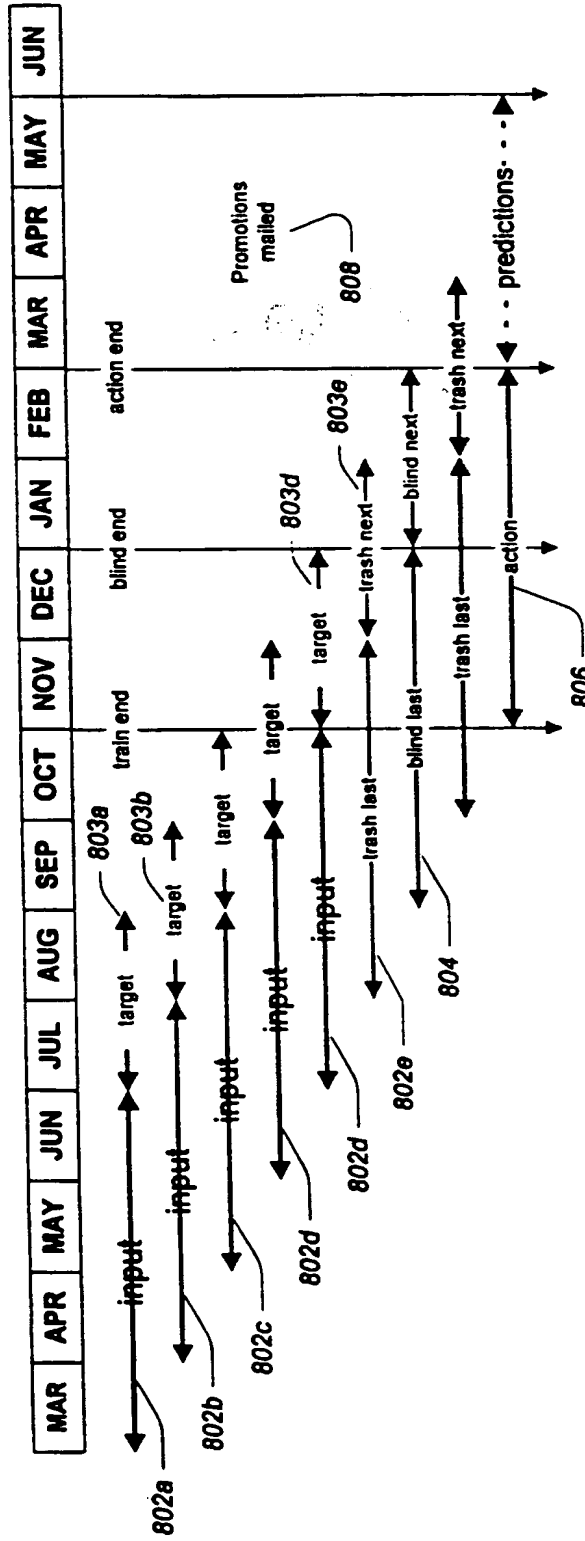 MAR APR MAY JUN JUL AUG SEP OCT NOV DEC JAN FEB MAR APR MAY JUN
train end blind end action end
802a input target 803a
802b input target 803b
802c input target
802d input target
802d input target 803d
802e trash last trash next 803e
804 blind last blind next
trash last trash next
806 action predictions
Promotions
mailed
808